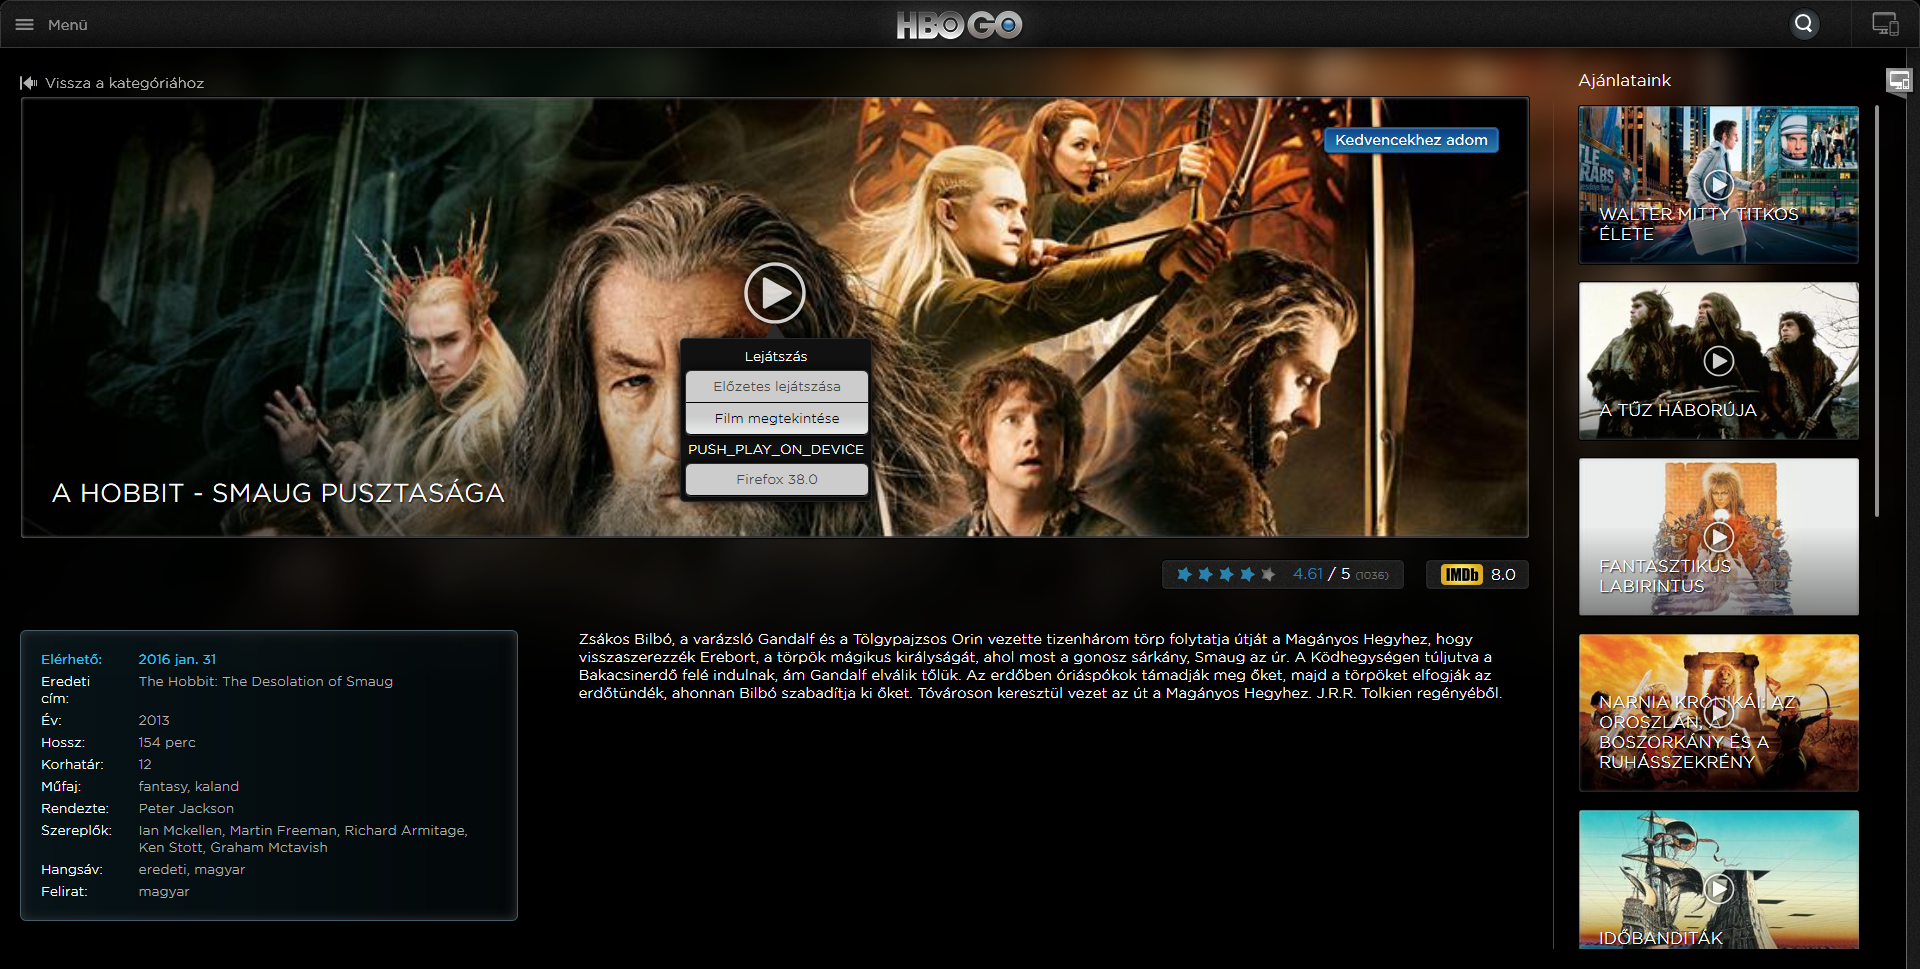 Menü
HBO GO
Vissza a kategóriához
Kedvencekhez adom
Lejátszás
Előzetes lejátszása
Film megtekintése
PUSH_PLAY_ON_DEVICE
Firefox 38.0
A HOBBIT - SMAUG PUSZTASÁGA
4.61 / 5 (1036)
IMDb 8.0
Elérhető: 2016 jan. 31
Eredeti cím: The Hobbit: The Desolation of Smaug
Év: 2013
Hossz: 154 perc
Korhatár: 12
Műfaj: fantasy, kaland
Rendezte: Peter Jackson
Szereplők: Ian Mckellen, Martin Freeman, Richard Armitage,
Ken Stott, Graham Mctavish
Hangsáv: eredeti, magyar
Felirat: magyar
Zsákos Bilbó, a varázsló Gandalf és a Tölgypajzsos Orin vezette tizenhárom törp folytatja útját a Magányos Hegyhez, hogy
visszaszerezzék Erebort, a törpök mágikus királyságát, ahol most a gonosz sárkány, Smaug az úr. A Ködhegységen túljutva a
Bakacsinerdő felé indulnak, ám Gandalf elválik tőlük. Az erdőben óriáspókok támadják meg őket, majd a törpöket elfogják az
erdőtündék, ahonnan Bilbó szabadítja ki őket. Tóvároson keresztül vezet az út a Magányos Hegyhez. J.R.R. Tolkien regényéből.
Ajánlataink
WALTER MITTY TITKOS
ÉLETE
A TŰZ HÁBORÚJA
FANTASZTIKUS
LABIRINTUS
NARNIA KRÓNIKÁI: AZ
OROSZLÁN, A
BOSZORKÁNY ÉS A
RUHÁSSZEKRÉNY
IDŐBANDITÁK